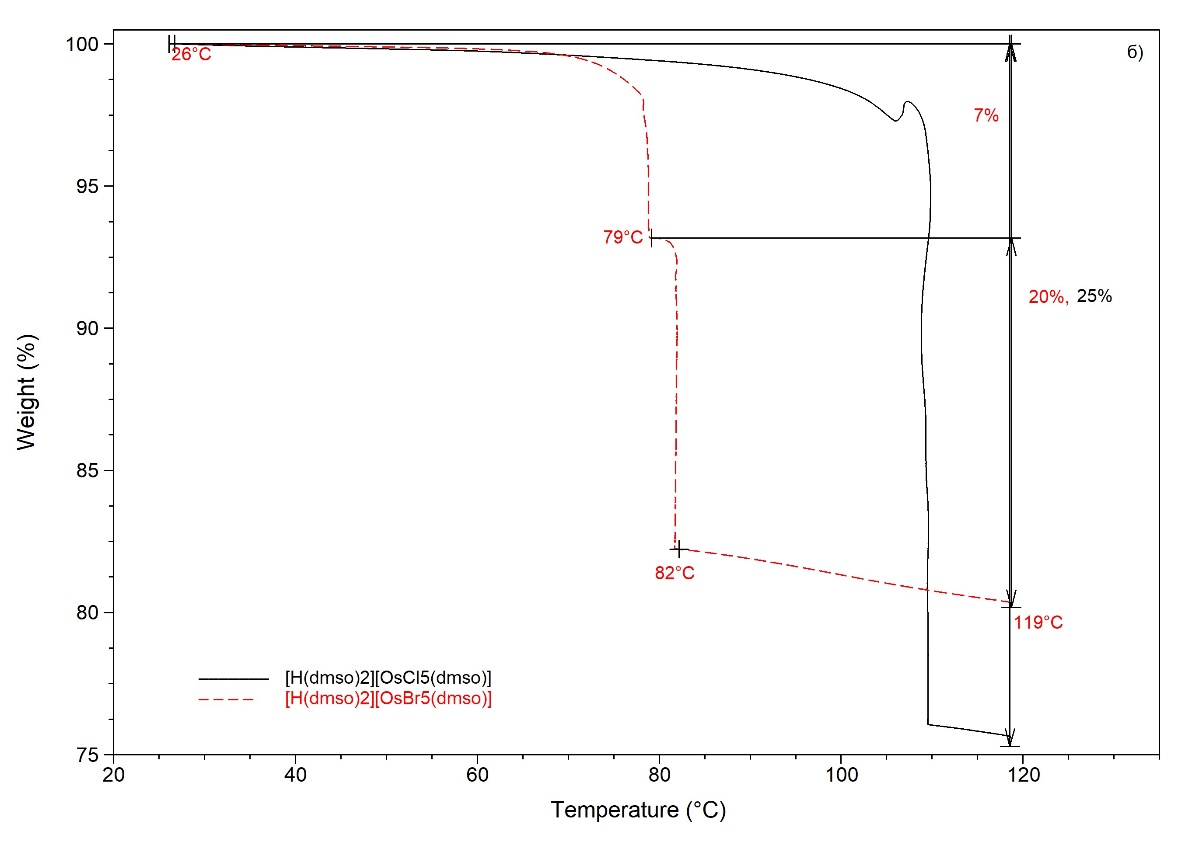 100
95
90
85
80
75
Weight (%)
20
40
60
80
100
120
Temperature (°C)
б)
26°C
7%
79°C
20%, 25%
82°C
119°C
[H(dmso)2][OsCl5(dmso)]
[H(dmso)2][OsBr5(dmso)]